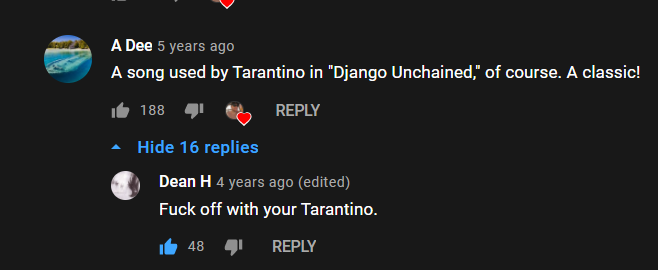 A Dee 5 years ago
A song used by Tarantino in "Django Unchained," of course. A classic!
188 REPLY
Hide 16 replies
Dean H 4 years ago (edited)
Fuck off with your Tarantino.
48 REPLY